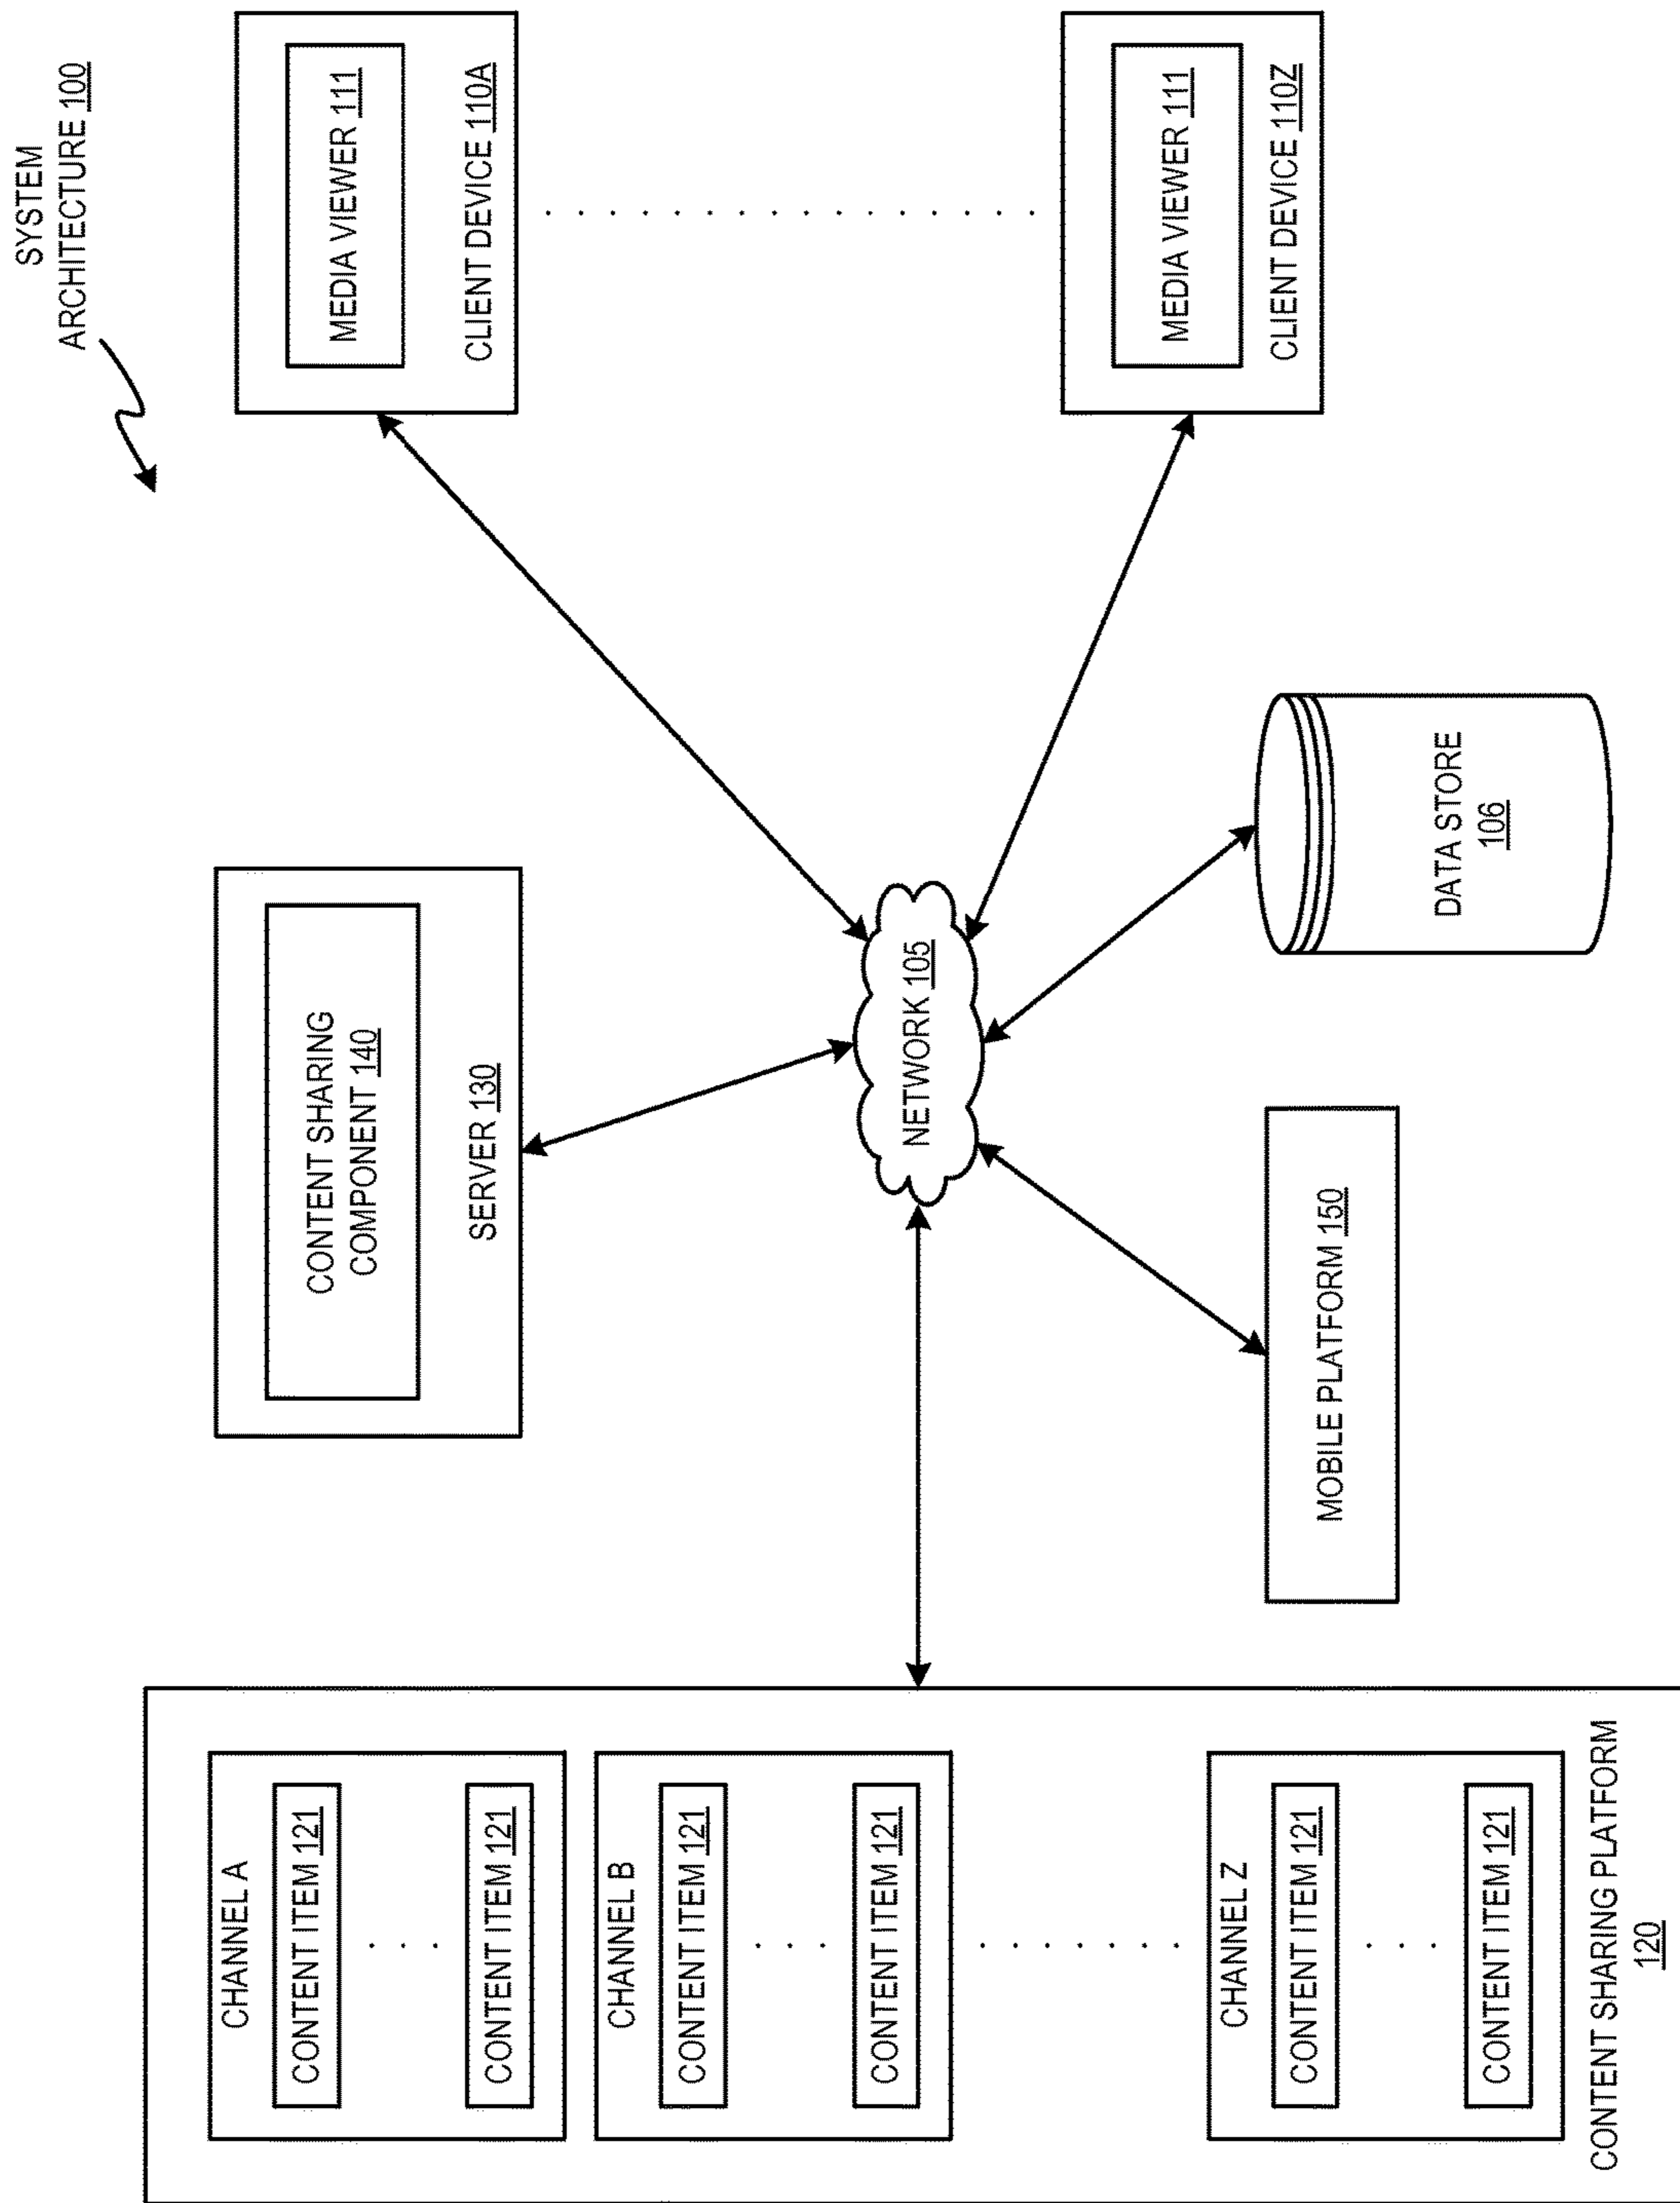 SYSTEM
ARCHITECTURE 100
CHANNEL A
CONTENT ITEM 121
CONTENT ITEM 121
CHANNEL B
CONTENT ITEM 121
CONTENT ITEM 121
CHANNEL Z
CONTENT ITEM 121
CONTENT ITEM 121
CONTENT SHARING PLATFORM
120
CONTENT SHARING
COMPONENT 140
SERVER 130
NETWORK 105
MOBILE PLATFORM 150
DATA STORE
106
MEDIA VIEWER 111
CLIENT DEVICE 110A
MEDIA VIEWER 111
CLIENT DEVICE 110Z